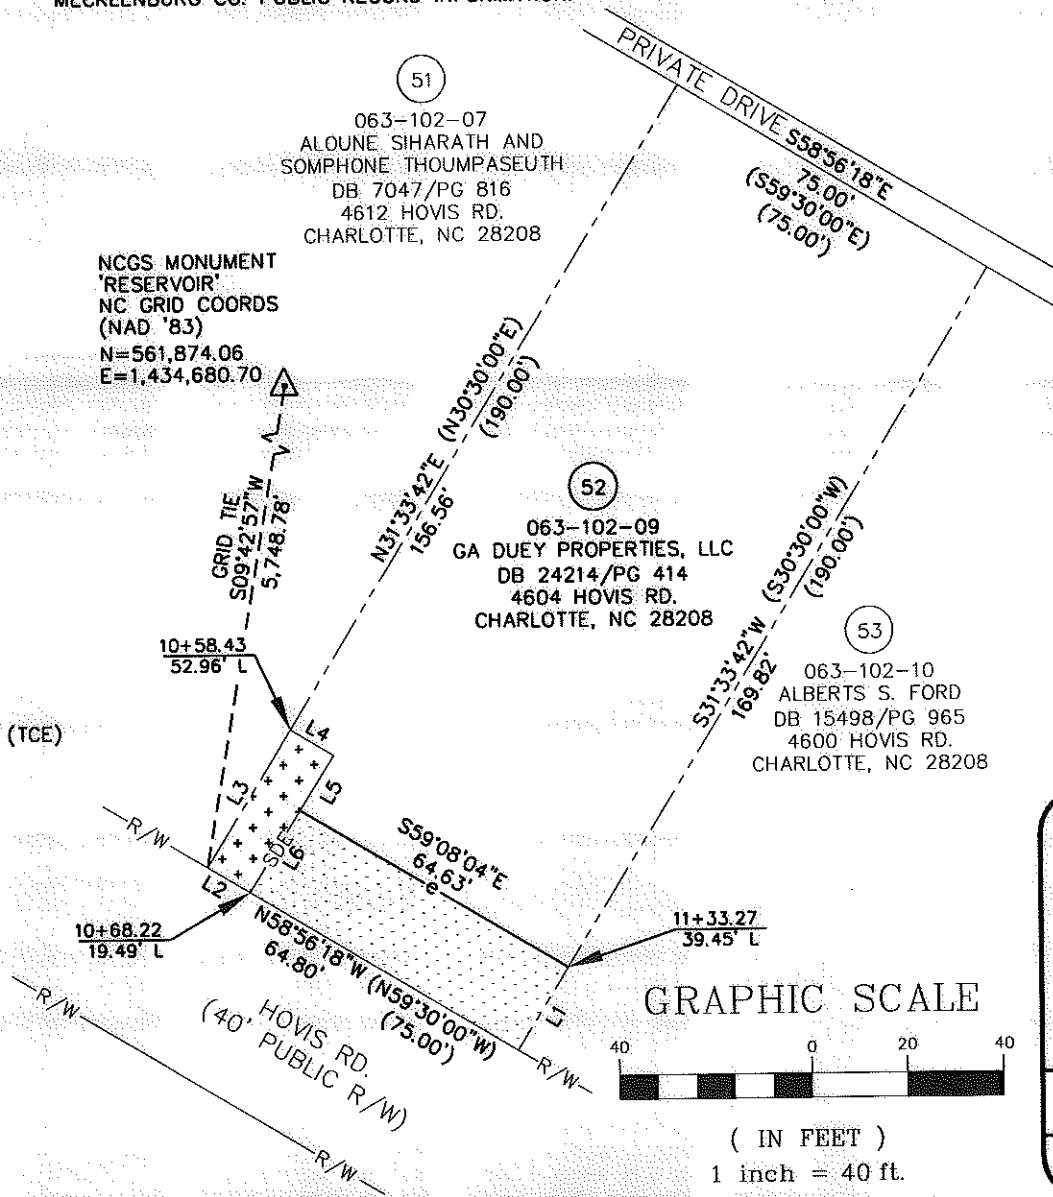 PRIVATE DRIVE
S58°56'18"E
75.00'
(S59°30'00"E)
(75.00')
51
063-102-07
ALOUNE SIHARATH AND
SOMPHONE THOUMPASEUTH
DB 7047/PG 816
4612 HOVIS RD.
CHARLOTTE, NC 28208
NCGS MONUMENT
'RESERVOIR'
NC GRID COORDS
(NAD '83)
N=561,874.06
E=1,434,680.70
GRID TIE
S09°42'57"W
5,748.78'
N31°33'42"E (N30°30'00"E)
156.56' (190.00')
52
063-102-09
GA DUEY PROPERTIES, LLC
DB 24214/PG 414
4604 HOVIS RD.
CHARLOTTE, NC 28208
S31°33'42"W (S30°30'00"W)
169.82' (190.00')
53
063-102-10
ALBERTS S. FORD
DB 15498/PG 965
4600 HOVIS RD.
CHARLOTTE, NC 28208
10+58.43
52.96' L
(TCE)
L4
L3
L5
SDE
L6
L2
S59°08'04"E
64.63'
e
R/W
10+68.22
19.49' L
N58°56'18"W (N59°30'00"W)
64.80' (75.00')
11+33.27
39.45' L
L1
R/W
R/W
HOVIS RD.
(40' PUBLIC R/W)
R/W
GRAPHIC SCALE
40 0 20 40
( IN FEET )
1 inch = 40 ft.